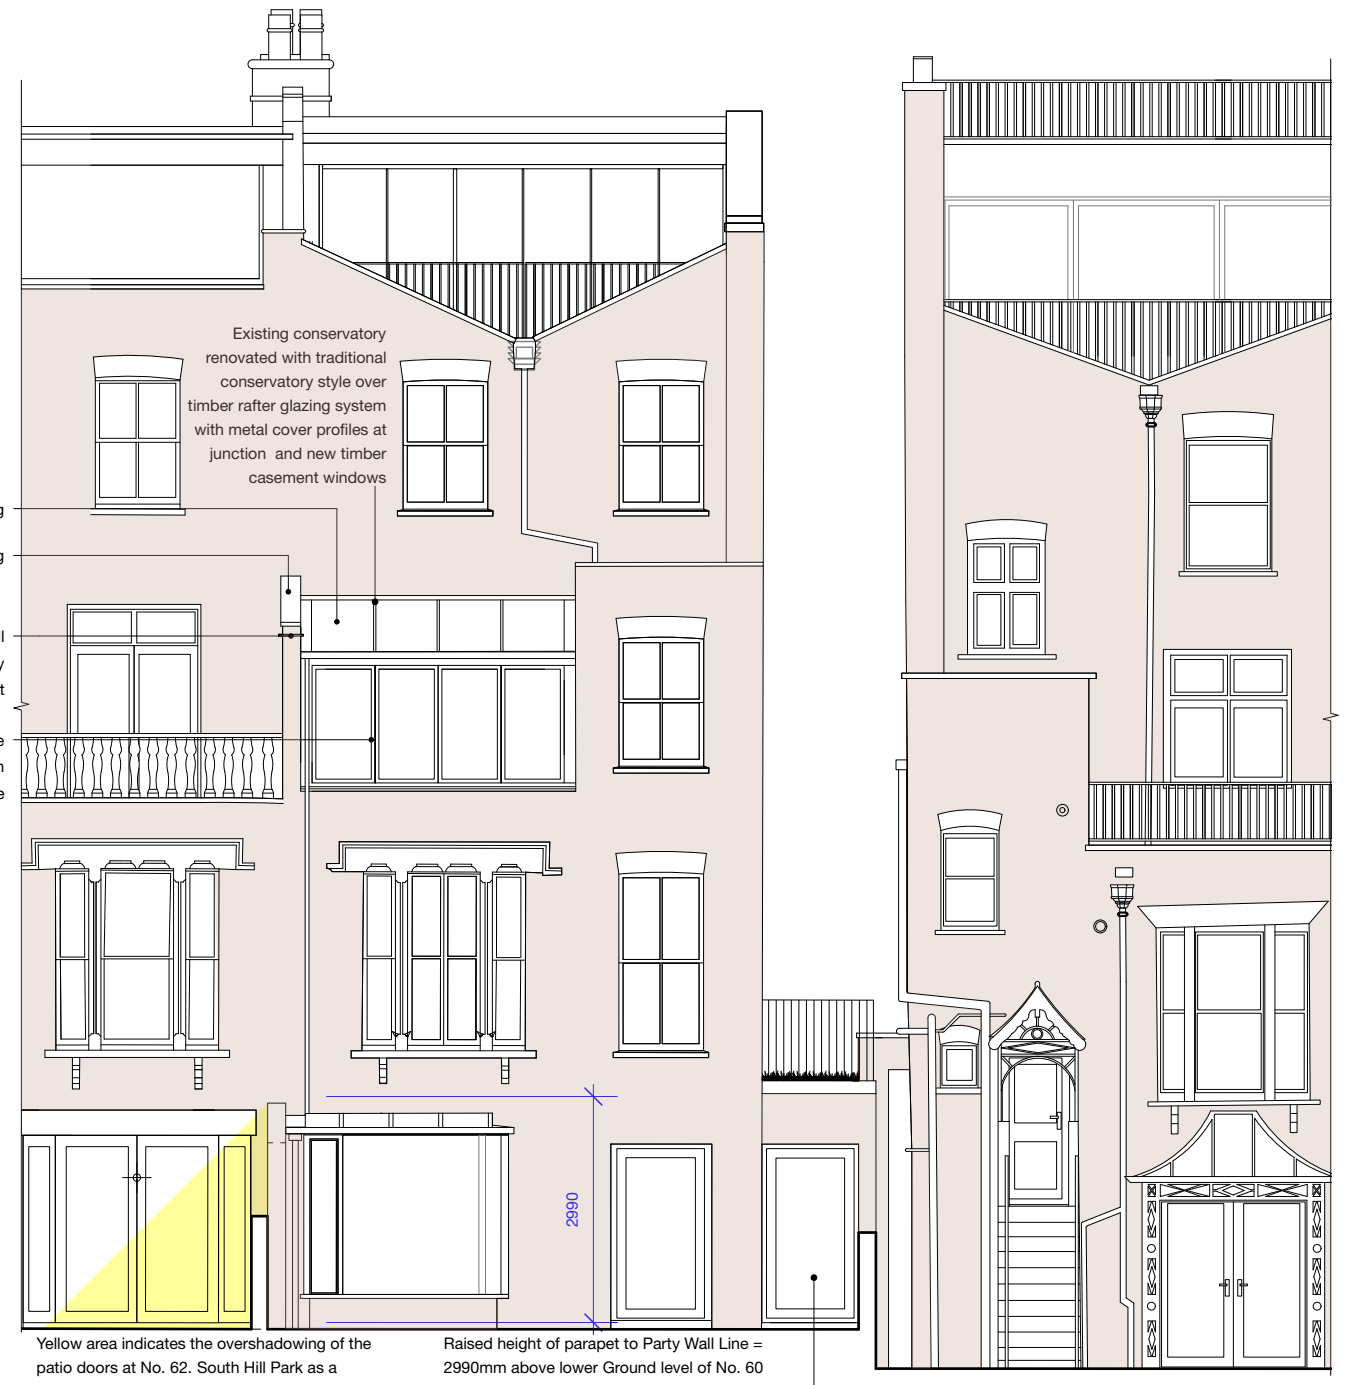 Existing conservatory
renovated with traditional
conservatory style over
timber rafter glazing system
with metal cover profiles at
junction and new timber
casement windows
g
g
ll
y
t
e
n
e
2990
Yellow area indicates the overshadowing of the
patio doors at No. 62. South Hill Park as a
Raised height of parapet to Party Wall Line =
2990mm above lower Ground level of No. 60